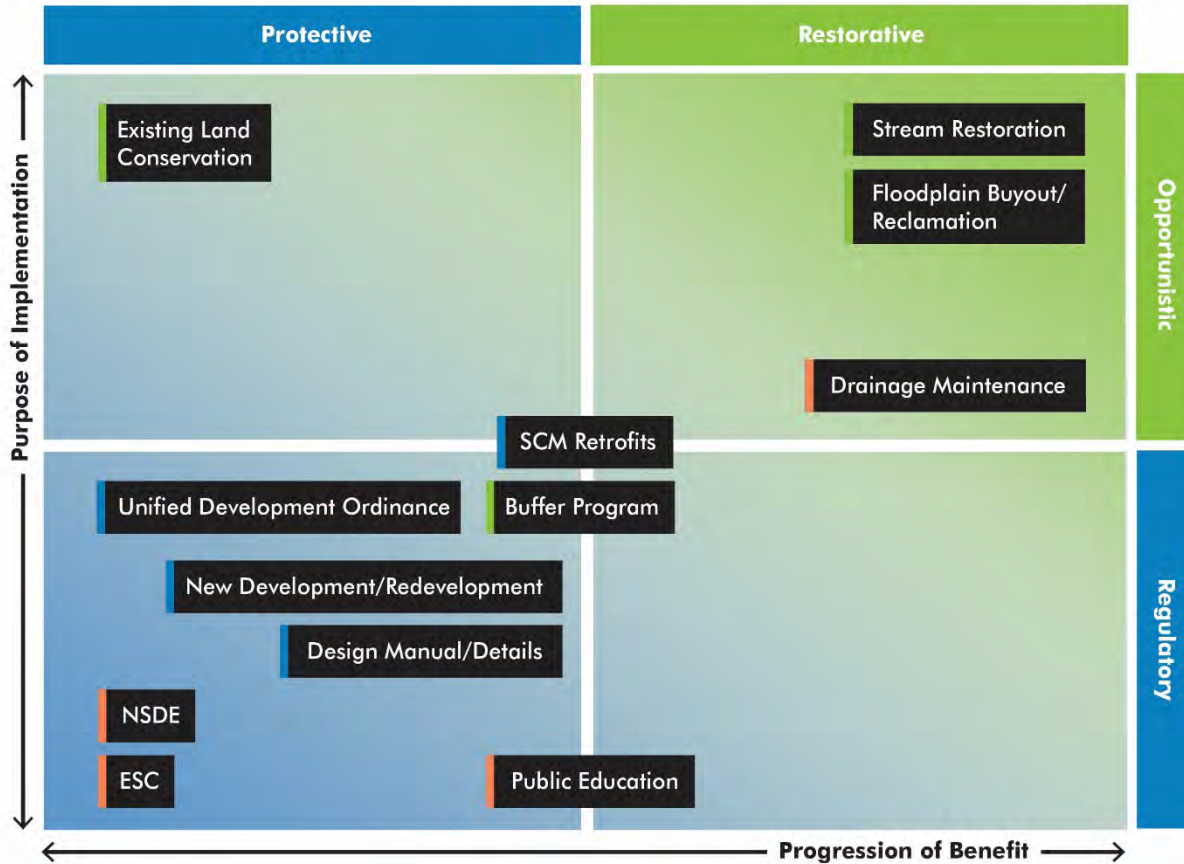 Protective
Restorative
Purpose of Implementation
Existing Land
Conservation
Stream Restoration
Floodplain Buyout/
Reclamation
Opportunistic
Drainage Maintenance
SCM Retrofits
Unified Development Ordinance
Buffer Program
New Development/Redevelopment
Design Manual/Details
Regulatory
NSDE
ESC
Public Education
Progression of Benefit